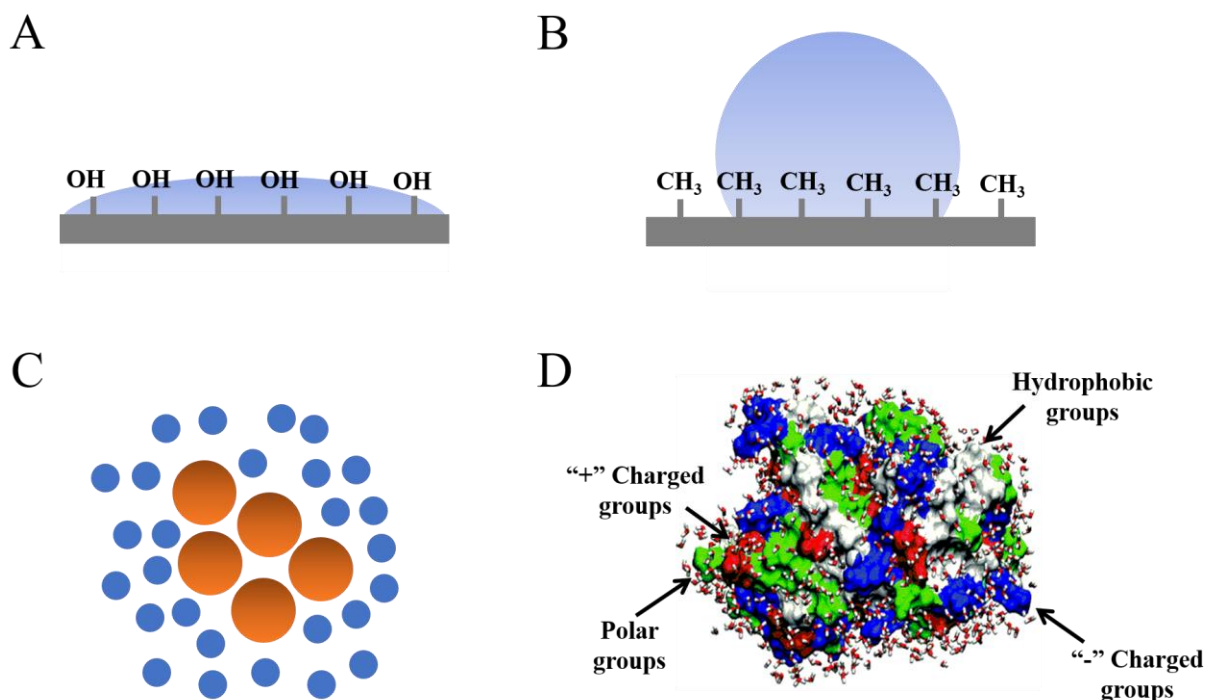 A
OH OH OH OH OH OH
B
CH₃ CH₃ CH₃ CH₃ CH₃ CH₃
C
D
Hydrophobic
groups
“+” Charged
groups
Polar
groups
“-” Charged
groups